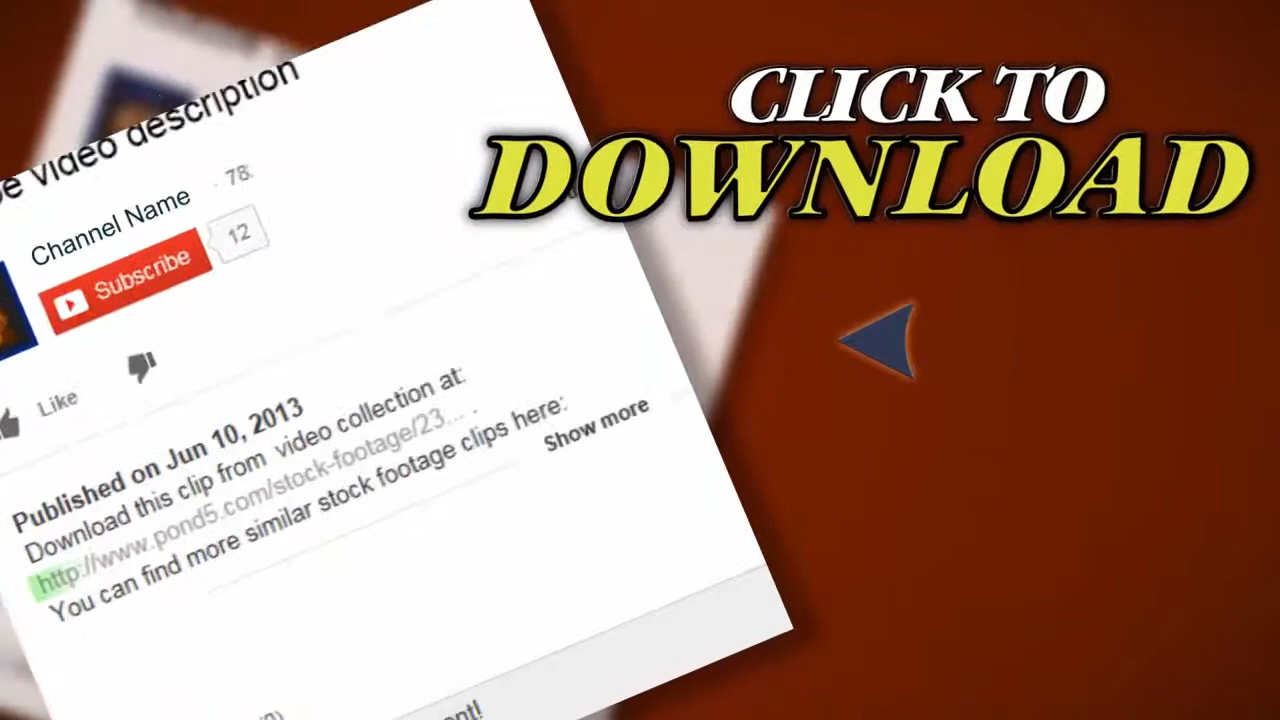 CLICK TO
DOWNLOAD
video description
Channel Name
78
Subscribe
12
Like
Published on Jun 10, 2013
Download this clip from video collection at:
http://www.pond5.com/stock-footage/23...
You can find more similar stock footage clips here:
Show more